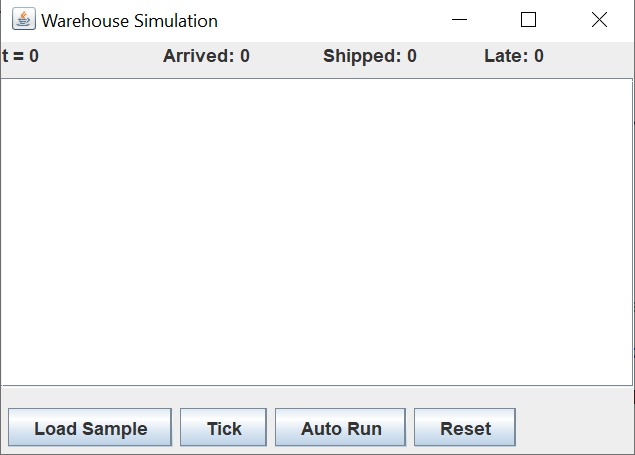 Warehouse Simulation
t = 0 Arrived: 0 Shipped: 0 Late: 0
Load Sample Tick Auto Run Reset